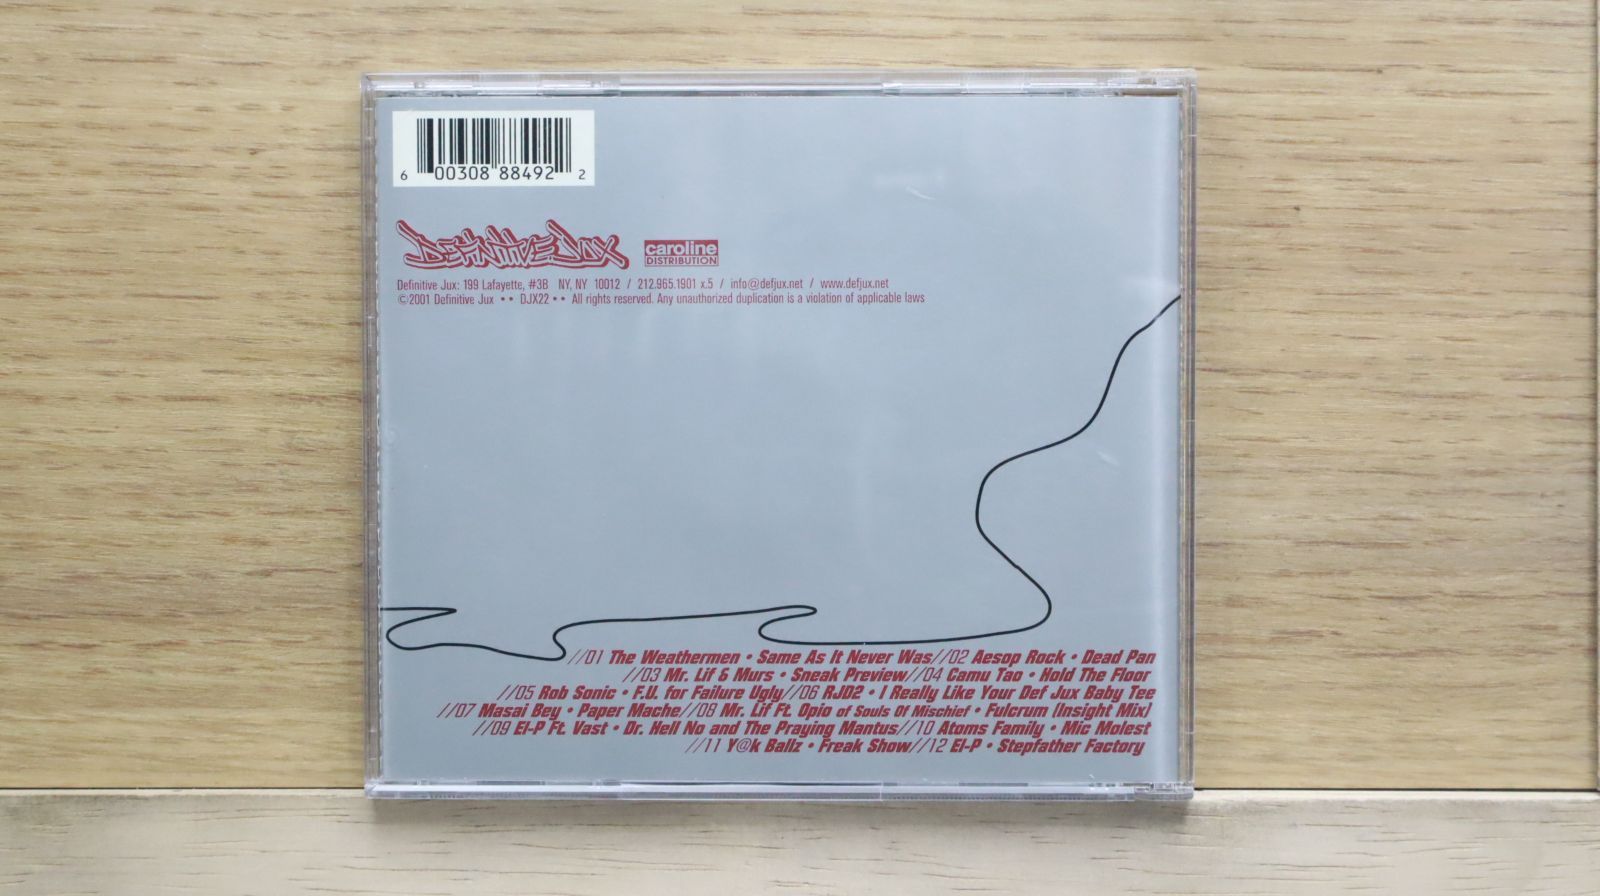 6 00308 88492 2
DEFINITIVE JUX
caroline
DISTRIBUTION
Definitive Jux: 199 Lafayette, #3B NY, NY 10012 / 212.965.1901 x.5 / info@defjux.net / www.defjux.net
©2001 Definitive Jux •• DJX22 •• All rights reserved. Any unauthorized duplication is a violation of applicable laws
//01 The Weathermen • Same As It Never Was//02 Aesop Rock • Dead Pan
//03 Mr. Lif & Murs • Sneak Preview//04 Camu Tao • Hold The Floor
//05 Rob Sonic • F.U. for Failure Ugly//06 RJD2 • I Really Like Your Def Jux Baby Tee
//07 Masai Bey • Paper Mache//08 Mr. Lif Ft. Opio of Souls Of Mischief • Fulcrum (Insight Mix)
//09 El-P Ft. Vast • Dr. Hell No and The Praying Mantus//10 Atoms Family • Mic Molest
//11 Y@k Ballz • Freak Show//12 El-P • Stepfather Factory